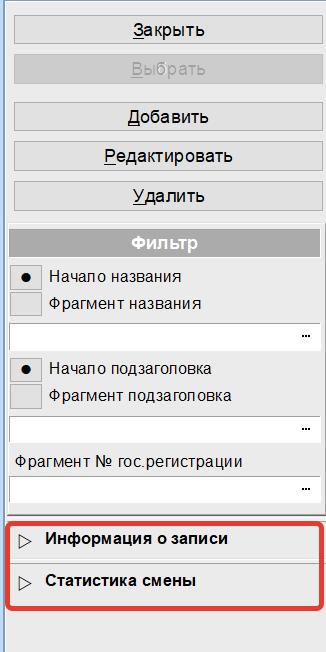 Закрыть
Выбрать
Добавить
Редактировать
Удалить
Фильтр
Начало названия
Фрагмент названия
...
Начало подзаголовка
Фрагмент подзаголовка
...
Фрагмент № гос.регистрации
...
Информация о записи
Статистика смены